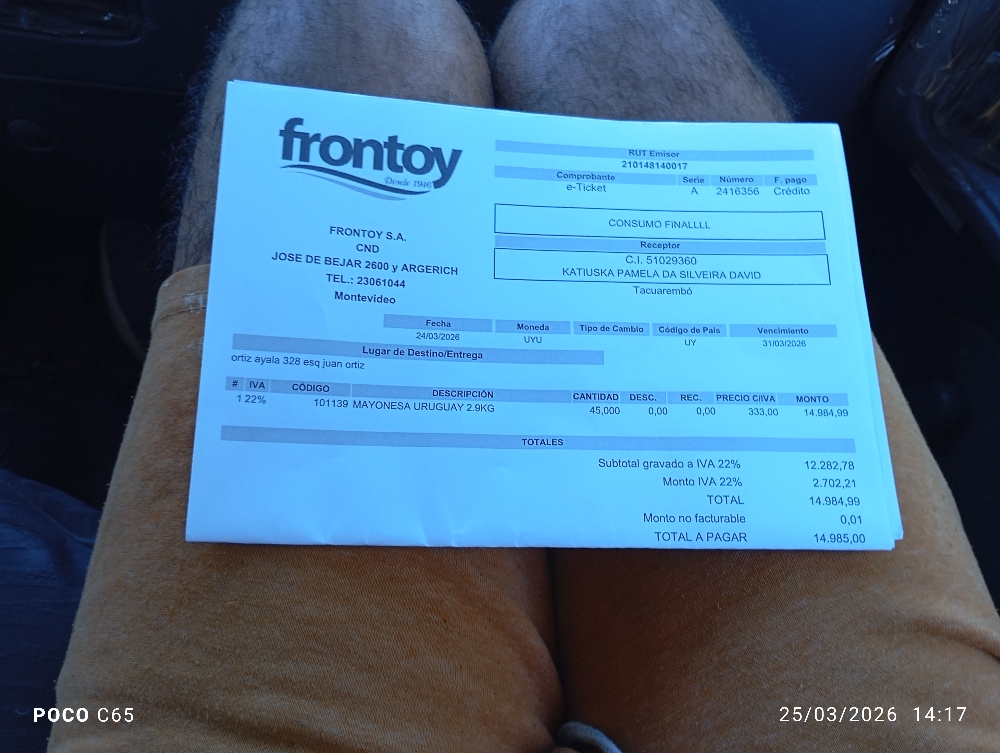 frontoy
Desde 1946
FRONTOY S.A.
CND
JOSE DE BEJAR 2600 y ARGERICH
TEL.: 23061044
Montevideo
RUT Emisor
210148140017
Comprobante Serie Número F. pago
e-Ticket A 2416356 Crédito
CONSUMO FINALLLL
Receptor
C.I. 51029360
KATIUSKA PAMELA DA SILVEIRA DAVID
Tacuarembó
Fecha Moneda Tipo de Cambio Código de País Vencimiento
24/03/2026 UYU UY 31/03/2026
Lugar de Destino/Entrega
ortiz ayala 328 esq juan ortiz
# IVA CÓDIGO DESCRIPCIÓN CANTIDAD DESC. REC. PRECIO C/IVA MONTO
1 22% 101139 MAYONESA URUGUAY 2.9KG 45,000 0,00 0,00 333,00 14.984,99
TOTALES
Subtotal gravado a IVA 22% 12.282,78
Monto IVA 22% 2.702,21
TOTAL 14.984,99
Monto no facturable 0,01
TOTAL A PAGAR 14.985,00
POCO C65
25/03/2026 14:17